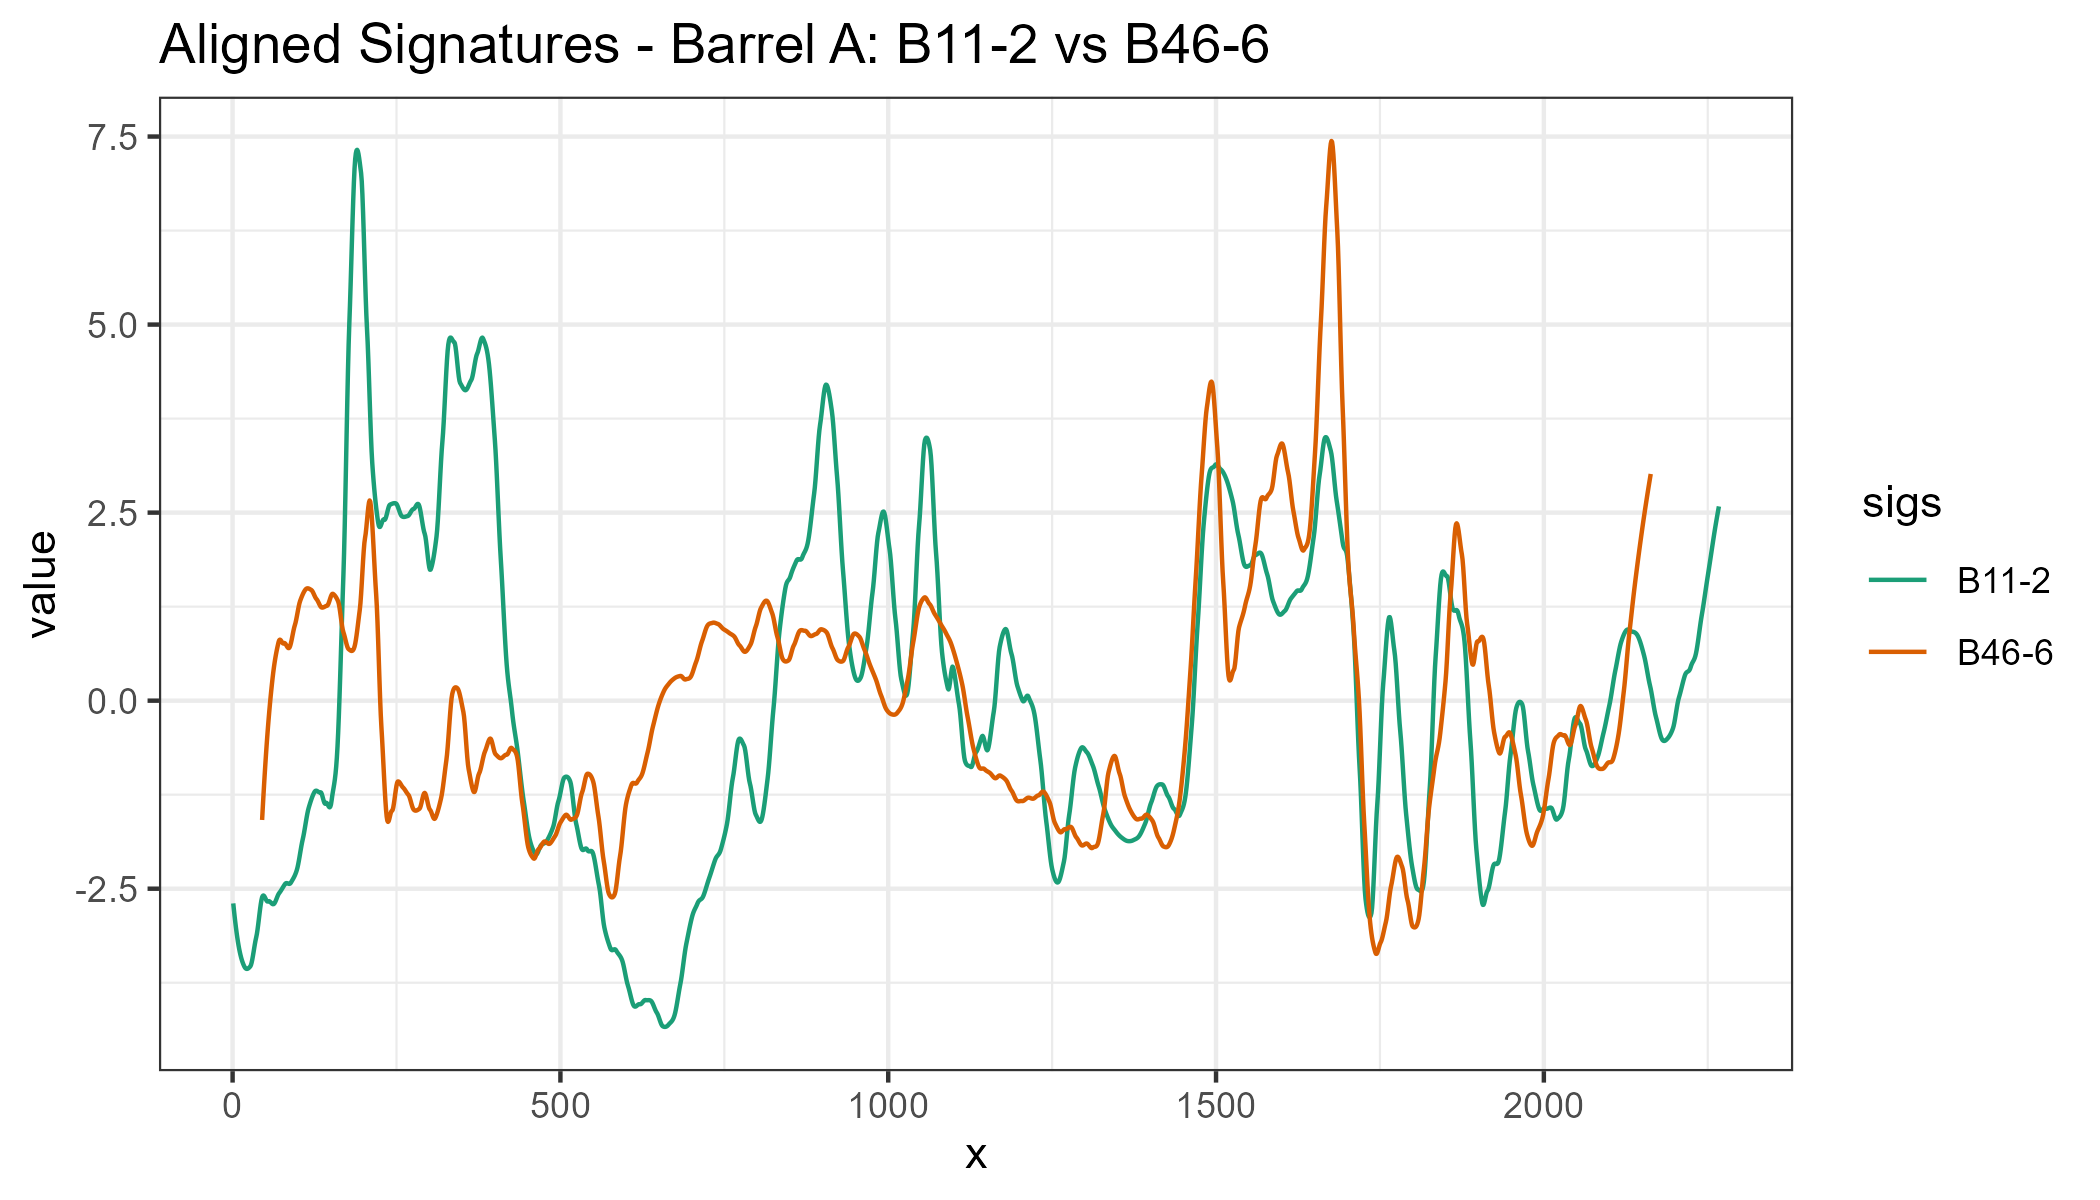 Aligned Signatures - Barrel A: B11-2 vs B46-6
7.5
5.0
2.5
0.0
-2.5
value
0 500 1000 1500 2000
x
sigs
B11-2
B46-6